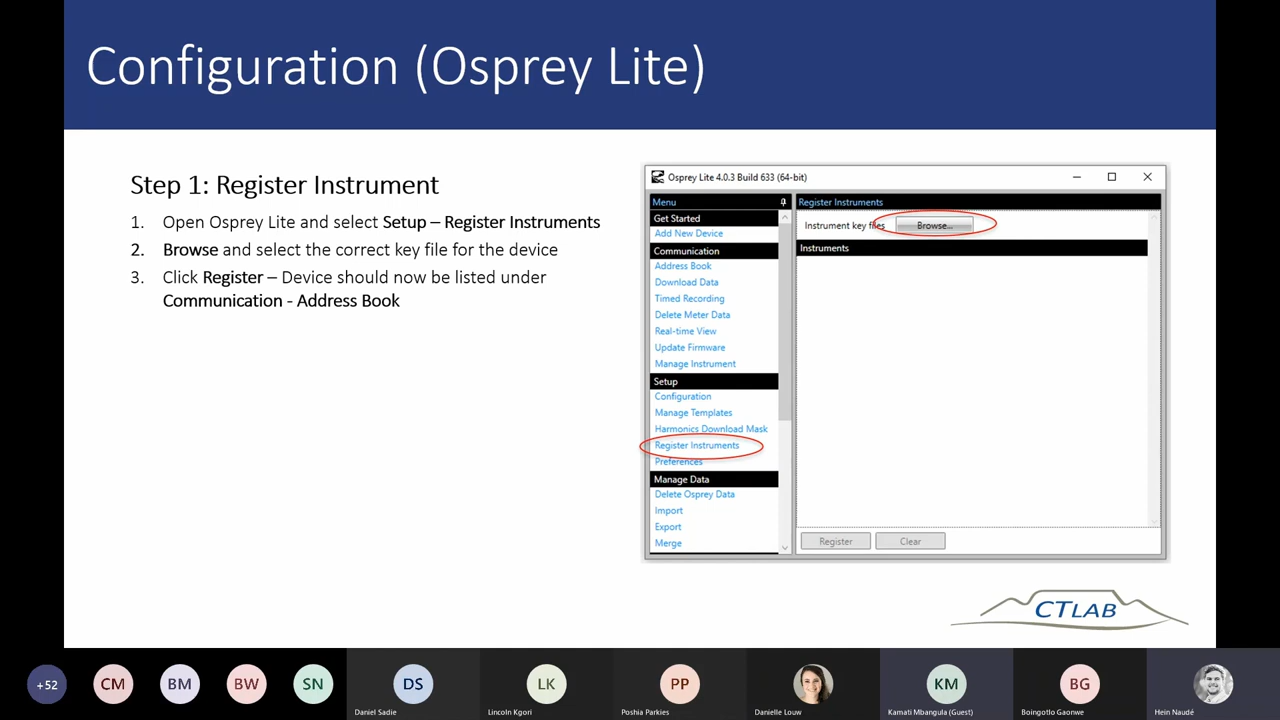 Configuration (Osprey Lite)
Step 1: Register Instrument
1. Open Osprey Lite and select Setup – Register Instruments
2. Browse and select the correct key file for the device
3. Click Register – Device should now be listed under
Communication - Address Book
Osprey Lite 4.0.3 Build 633 (64-bit)
Menu
Get Started
Add New Device
Communication
Address Book
Download Data
Timed Recording
Delete Meter Data
Real-time View
Update Firmware
Manage Instrument
Setup
Configuration
Manage Templates
Harmonics Download Mask
Register Instruments
Preferences
Manage Data
Delete Osprey Data
Import
Export
Merge
Register Instruments
Instrument key files Browse...
Instruments
Register Clear
CTLAB
+52 CM BM BW SN DS LK PP KM BG
Daniel Sadie Lincoln Kgori Poshia Parkies Danielle Louw Kamati Mbangula (Guest) Boingotlo Gaonwe Hein Naudé